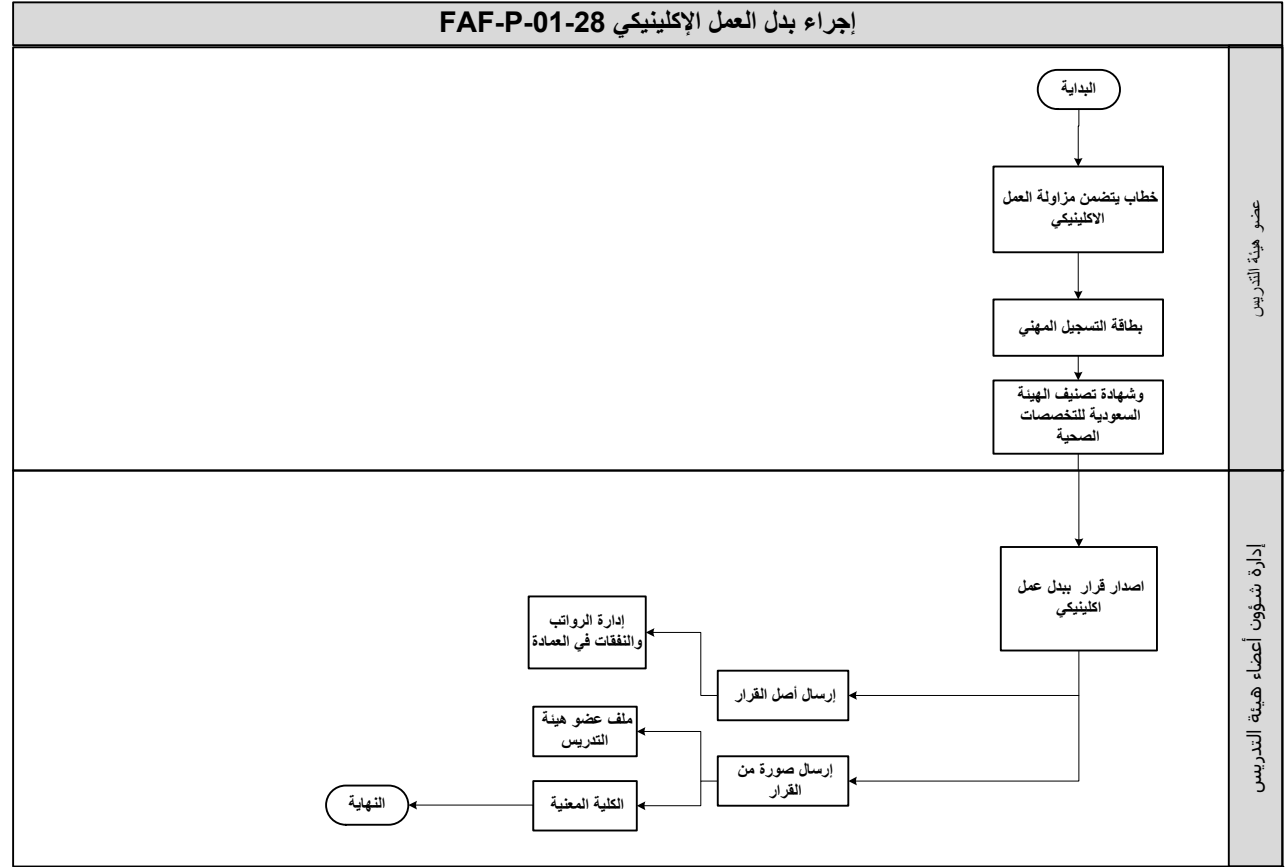 إجراء بدل العمل الإكلينيكي FAF-P-01-28
عضو هيئة التدريس
البداية
خطاب يتضمن مزاولة العمل
الاكلينيكي
بطاقة التسجيل المهني
وشهادة تصنيف الهيئة
السعودية للتخصصات
الصحية
إدارة شؤون أعضاء هيئة التدريس
اصدار قرار ببدل عمل
اكلينيكي
إرسال أصل القرار
إدارة الرواتب
والنفقات في العمادة
إرسال صورة من
القرار
ملف عضو هيئة
التدريس
الكلية المعنية
النهاية